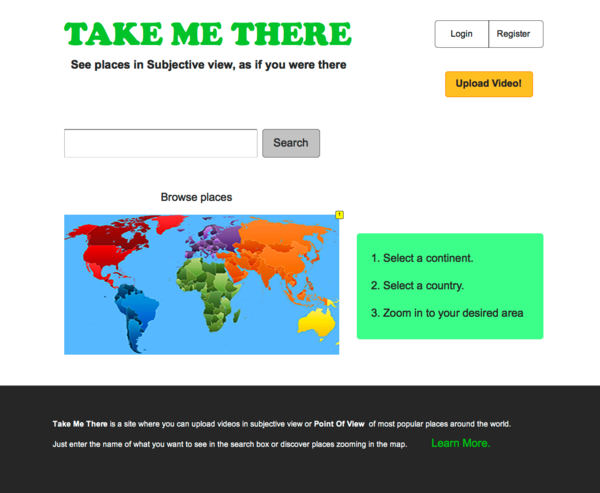 TAKE ME THERE
Login Register
See places in Subjective view, as if you were there
Upload Video!
Search
Browse places
1
1. Select a continent.
2. Select a country.
3. Zoom in to your desired area
Take Me There is a site where you can upload videos in subjective view or Point Of View of most popular places around the world.
Just enter the name of what you want to see in the search box or discover places zooming in the map. Learn More.